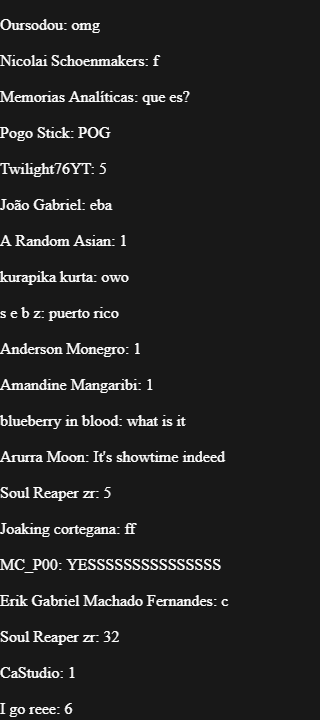 Oursodou: omg
Nicolai Schoenmakers: f
Memorias Analíticas: que es?
Pogo Stick: POG
Twilight76YT: 5
João Gabriel: eba
A Random Asian: 1
kurapika kurta: owo
s e b z: puerto rico
Anderson Monegro: 1
Amandine Mangaribi: 1
blueberry in blood: what is it
Arurra Moon: It's showtime indeed
Soul Reaper zr: 5
Joaking cortegana: ff
MC_P00: YESSSSSSSSSSSSSSS
Erik Gabriel Machado Fernandes: c
Soul Reaper zr: 32
CaStudio: 1
I go reee: 6